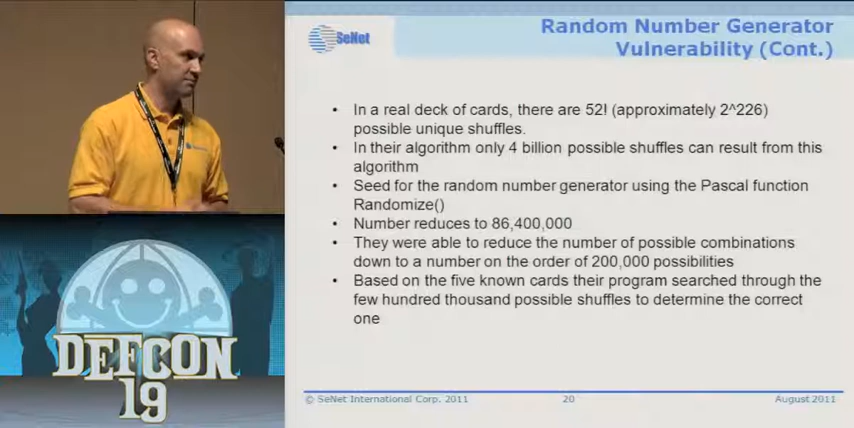 SeNet
Random Number Generator
Vulnerability (Cont.)
• In a real deck of cards, there are 52! (approximately 2^226)
possible unique shuffles.
• In their algorithm only 4 billion possible shuffles can result from this
algorithm
• Seed for the random number generator using the Pascal function
Randomize()
• Number reduces to 86,400,000
• They were able to reduce the number of possible combinations
down to a number on the order of 200,000 possibilities
• Based on the five known cards their program searched through the
few hundred thousand possible shuffles to determine the correct
one
© SeNet International Corp. 2011
20
August 2011
DEFCON
19